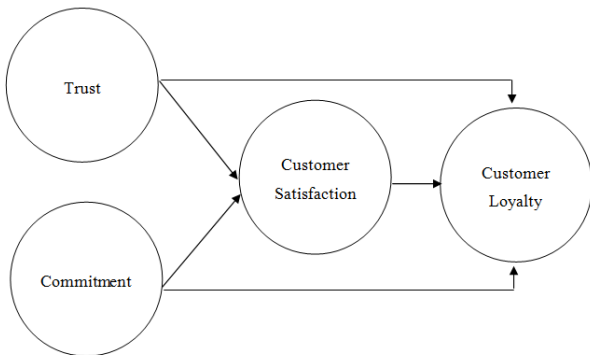 Trust
Customer
Satisfaction
Customer
Loyalty
Commitment